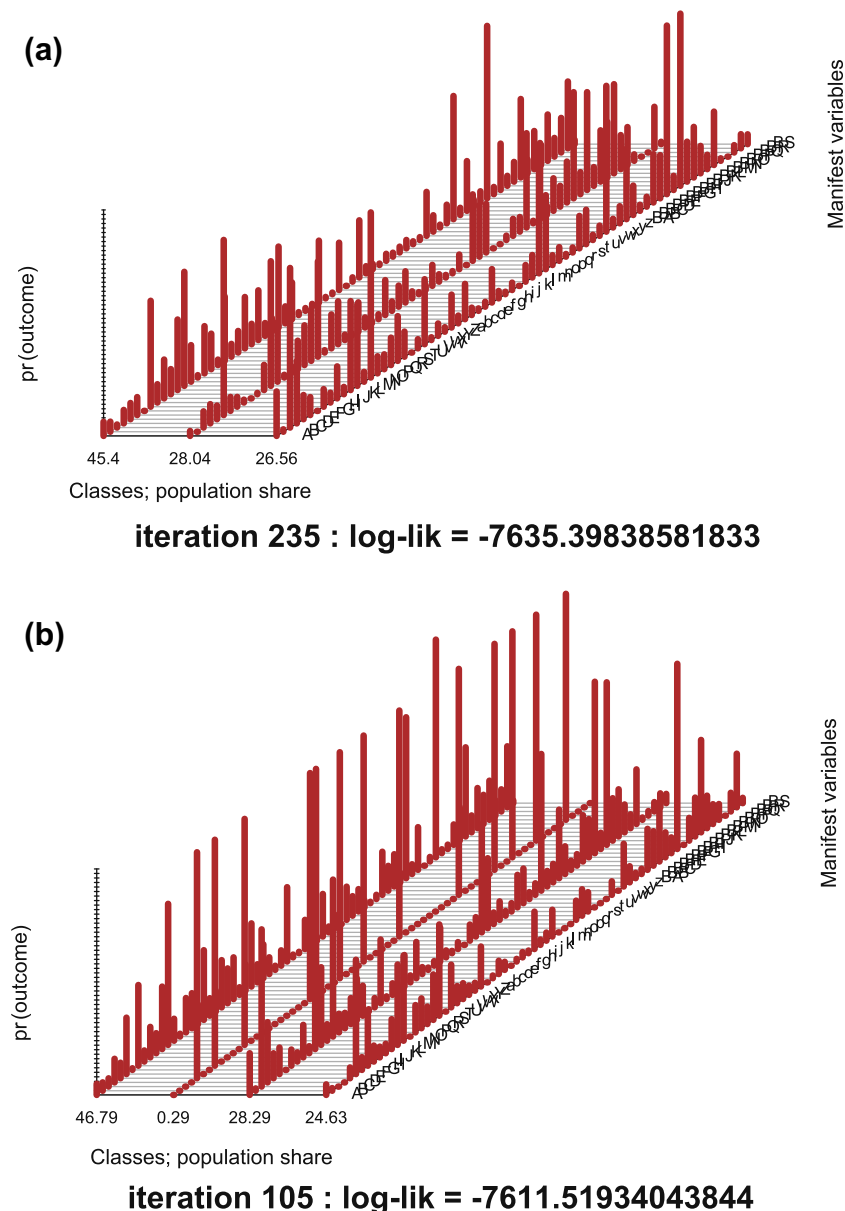 (a)
Manifest variables
pr(outcome)
45.4 28.04 26.56
Classes; population share
iteration 235 : log-lik = -7635.39838581833
(b)
Manifest variables
pr(outcome)
46.79 0.29 28.29 24.63
Classes; population share
iteration 105 : log-lik = -7611.51934043844